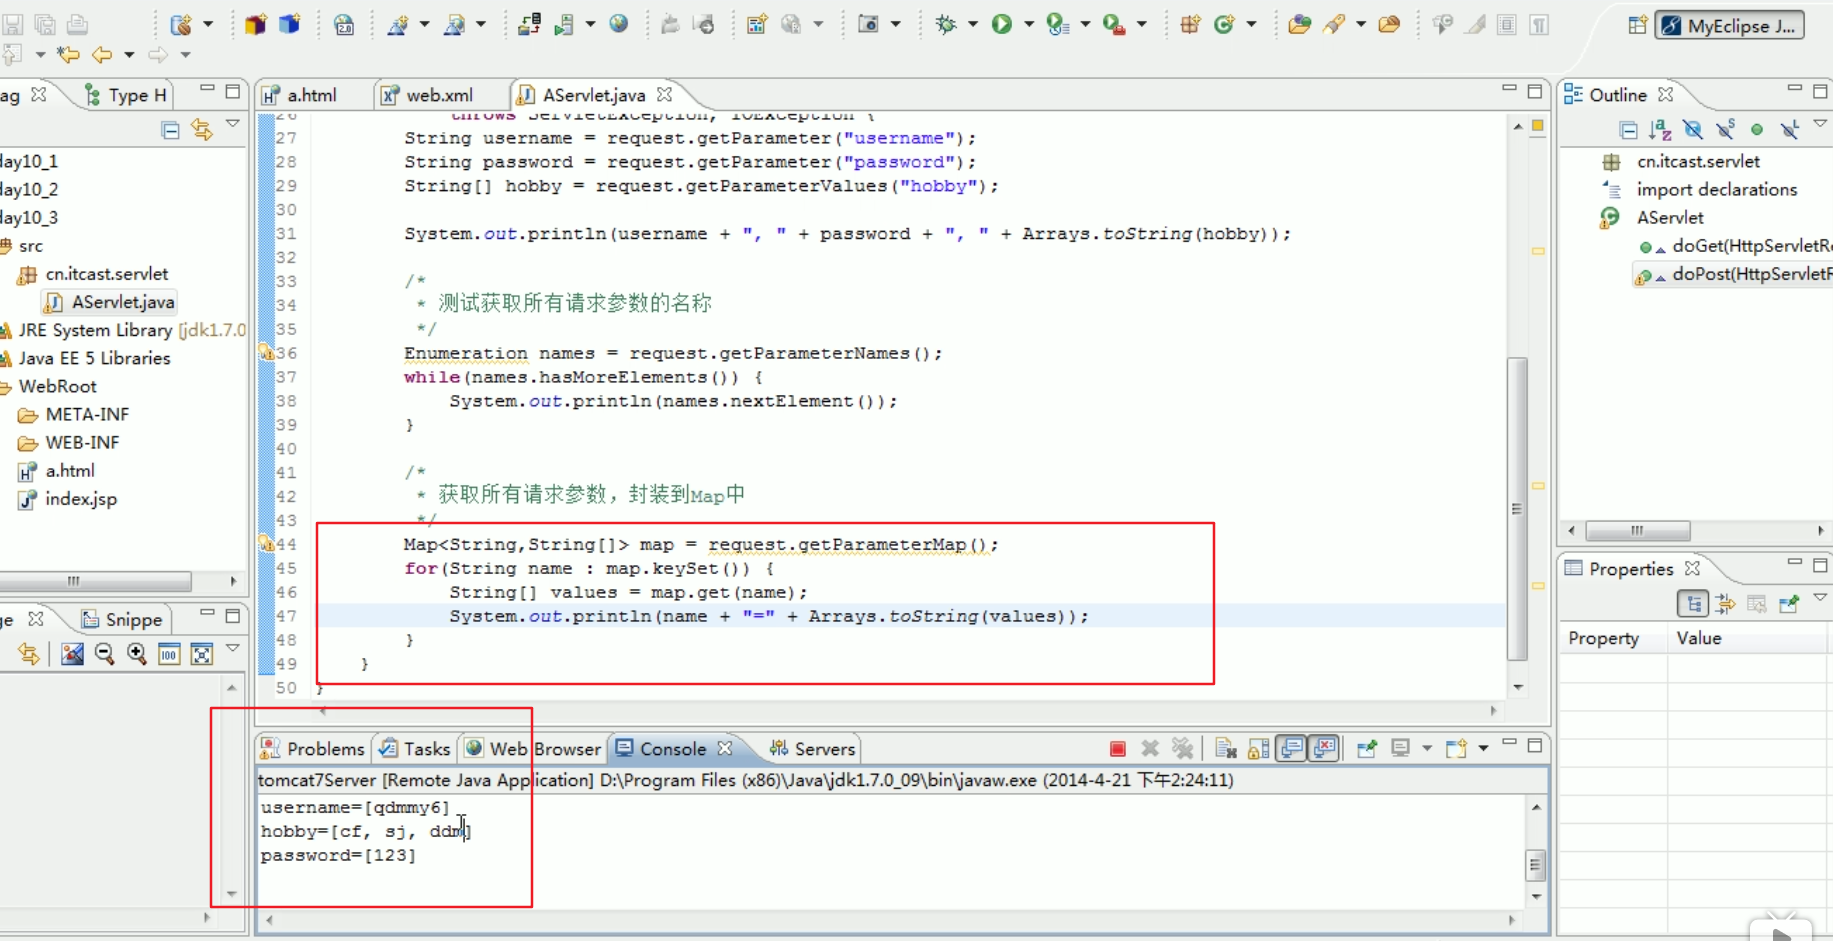 MyEclipse J...
ag
Type H
a.html
web.xml
AServlet.java
Outline
day10_1
day10_2
day10_3
src
cn.itcast.servlet
AServlet.java
JRE System Library [jdk1.7.0
Java EE 5 Libraries
WebRoot
META-INF
WEB-INF
a.html
index.jsp
26 throws ServletException, IOException {
27 String username = request.getParameter("username");
28 String password = request.getParameter("password");
29 String[] hobby = request.getParameterValues("hobby");
30
31 System.out.println(username + ", " + password + ", " + Arrays.toString(hobby));
32
33 /*
34 * 测试获取所有请求参数的名称
35 */
36 Enumeration names = request.getParameterNames();
37 while(names.hasMoreElements()) {
38 System.out.println(names.nextElement());
39 }
40
41 /*
42 * 获取所有请求参数，封装到Map中
43 */
44 Map<String,String[]> map = request.getParameterMap();
45 for(String name : map.keySet()) {
46 String[] values = map.get(name);
47 System.out.println(name + "=" + Arrays.toString(values));
48 }
49 }
50 }
cn.itcast.servlet
import declarations
AServlet
doGet(HttpServletRe
doPost(HttpServletR
Properties
Property Value
ge
Snippe
Problems
Tasks
Web Browser
Console
Servers
tomcat7Server [Remote Java Application] D:\Program Files (x86)\Java\jdk1.7.0_09\bin\javaw.exe (2014-4-21 下午2:24:11)
username=[qdmmy6]
hobby=[cf, sj, ddm]
password=[123]